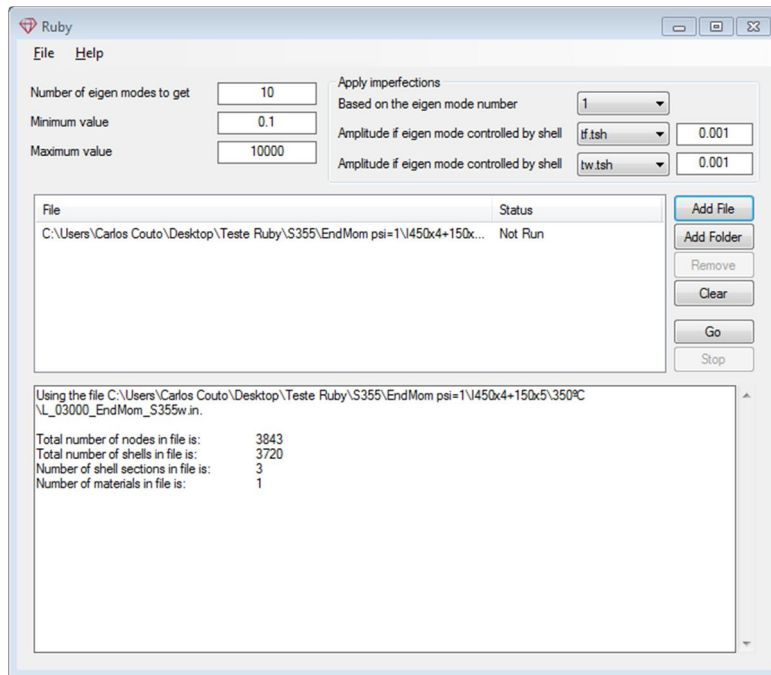 Ruby
File Help
Number of eigen modes to get 10
Minimum value 0.1
Maximum value 10000
Apply imperfections
Based on the eigen mode number 1
Amplitude if eigen mode controlled by shell tf.tsh 0.001
Amplitude if eigen mode controlled by shell tw.tsh 0.001
File Status
C:\Users\Carlos Couto\Desktop\Teste Ruby\S355\EndMom psi=1\I450x4+150x... Not Run
Add File
Add Folder
Remove
Clear
Go
Stop
Using the file C:\Users\Carlos Couto\Desktop\Teste Ruby\S355\EndMom psi=1\I450x4+150x5\350ºC
\L_03000_EndMom_S355w.in.
Total number of nodes in file is: 3843
Total number of shells in file is: 3720
Number of shell sections in file is: 3
Number of materials in file is: 1